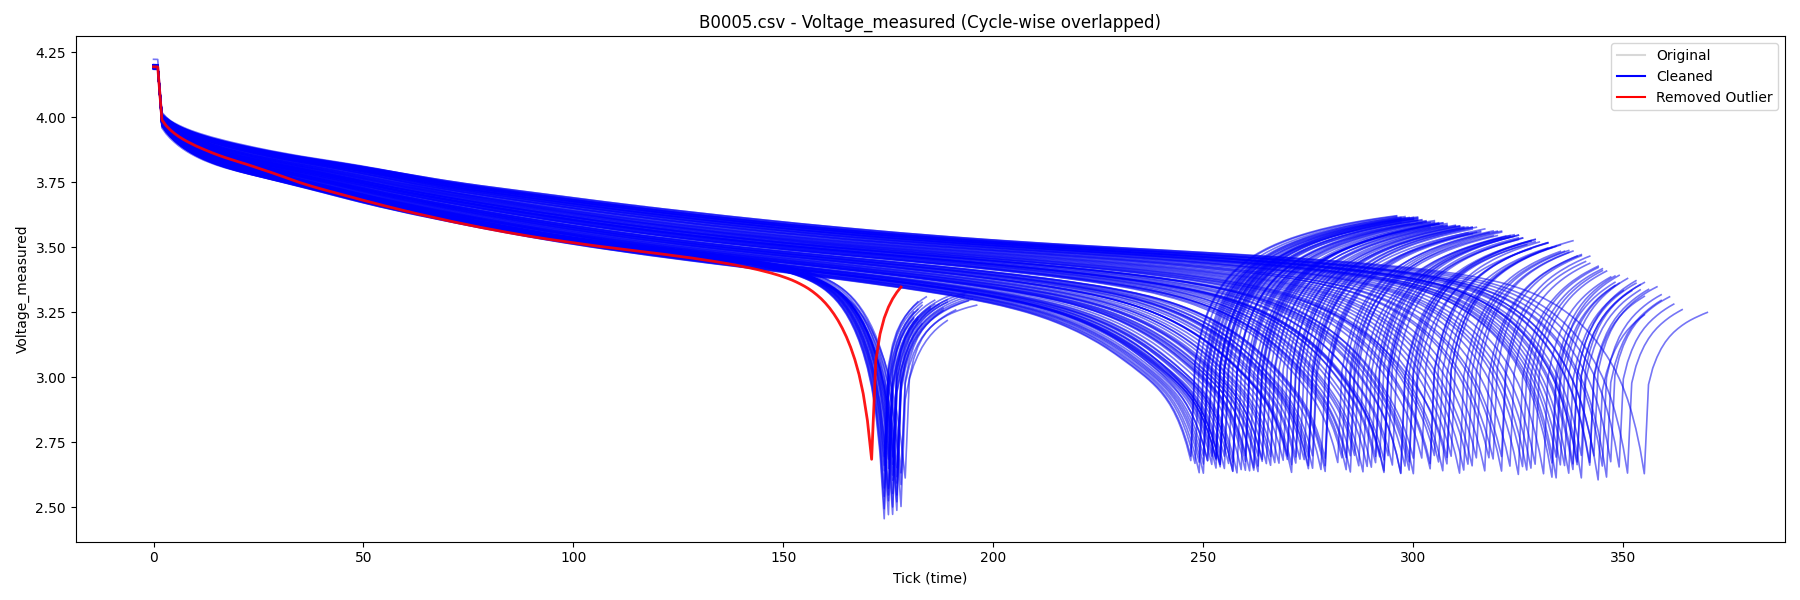 B0005.csv - Voltage_measured (Cycle-wise overlapped)
Original
Cleaned
Removed Outlier
Voltage_measured
4.25
4.00
3.75
3.50
3.25
3.00
2.75
2.50
0 50 100 150 200 250 300 350
Tick (time)